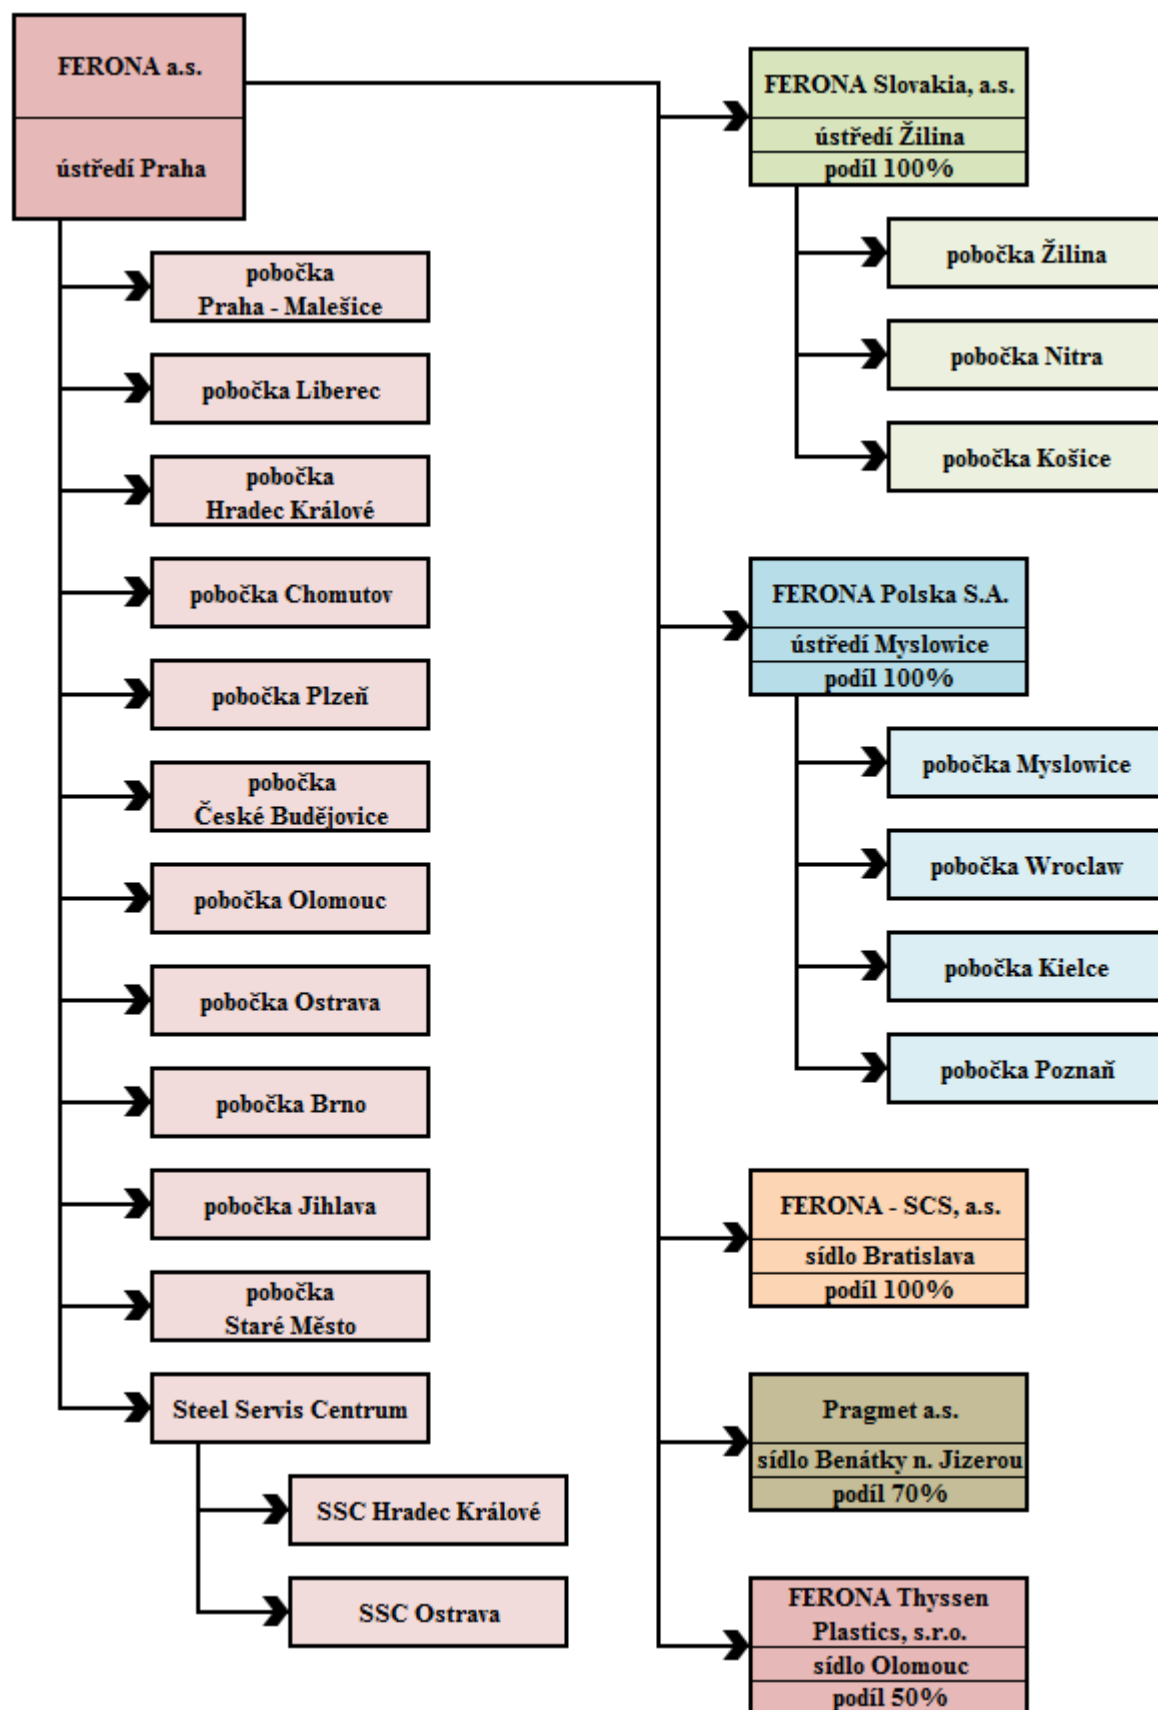 FERONA a.s.
ústředí Praha
pobočka
Praha - Malešice
pobočka Liberec
pobočka
Hradec Králové
pobočka Chomutov
pobočka Plzeň
pobočka
České Budějovice
pobočka Olomouc
pobočka Ostrava
pobočka Brno
pobočka Jihlava
pobočka
Staré Město
Steel Servis Centrum
SSC Hradec Králové
SSC Ostrava
FERONA Slovakia, a.s.
ústředí Žilina
podíl 100%
pobočka Žilina
pobočka Nitra
pobočka Košice
FERONA Polska S.A.
ústředí Myslowice
podíl 100%
pobočka Myslowice
pobočka Wroclaw
pobočka Kielce
pobočka Poznaň
FERONA - SCS, a.s.
sídlo Bratislava
podíl 100%
Pragmet a.s.
sídlo Benátky n. Jizerou
podíl 70%
FERONA Thyssen
Plastics, s.r.o.
sídlo Olomouc
podíl 50%